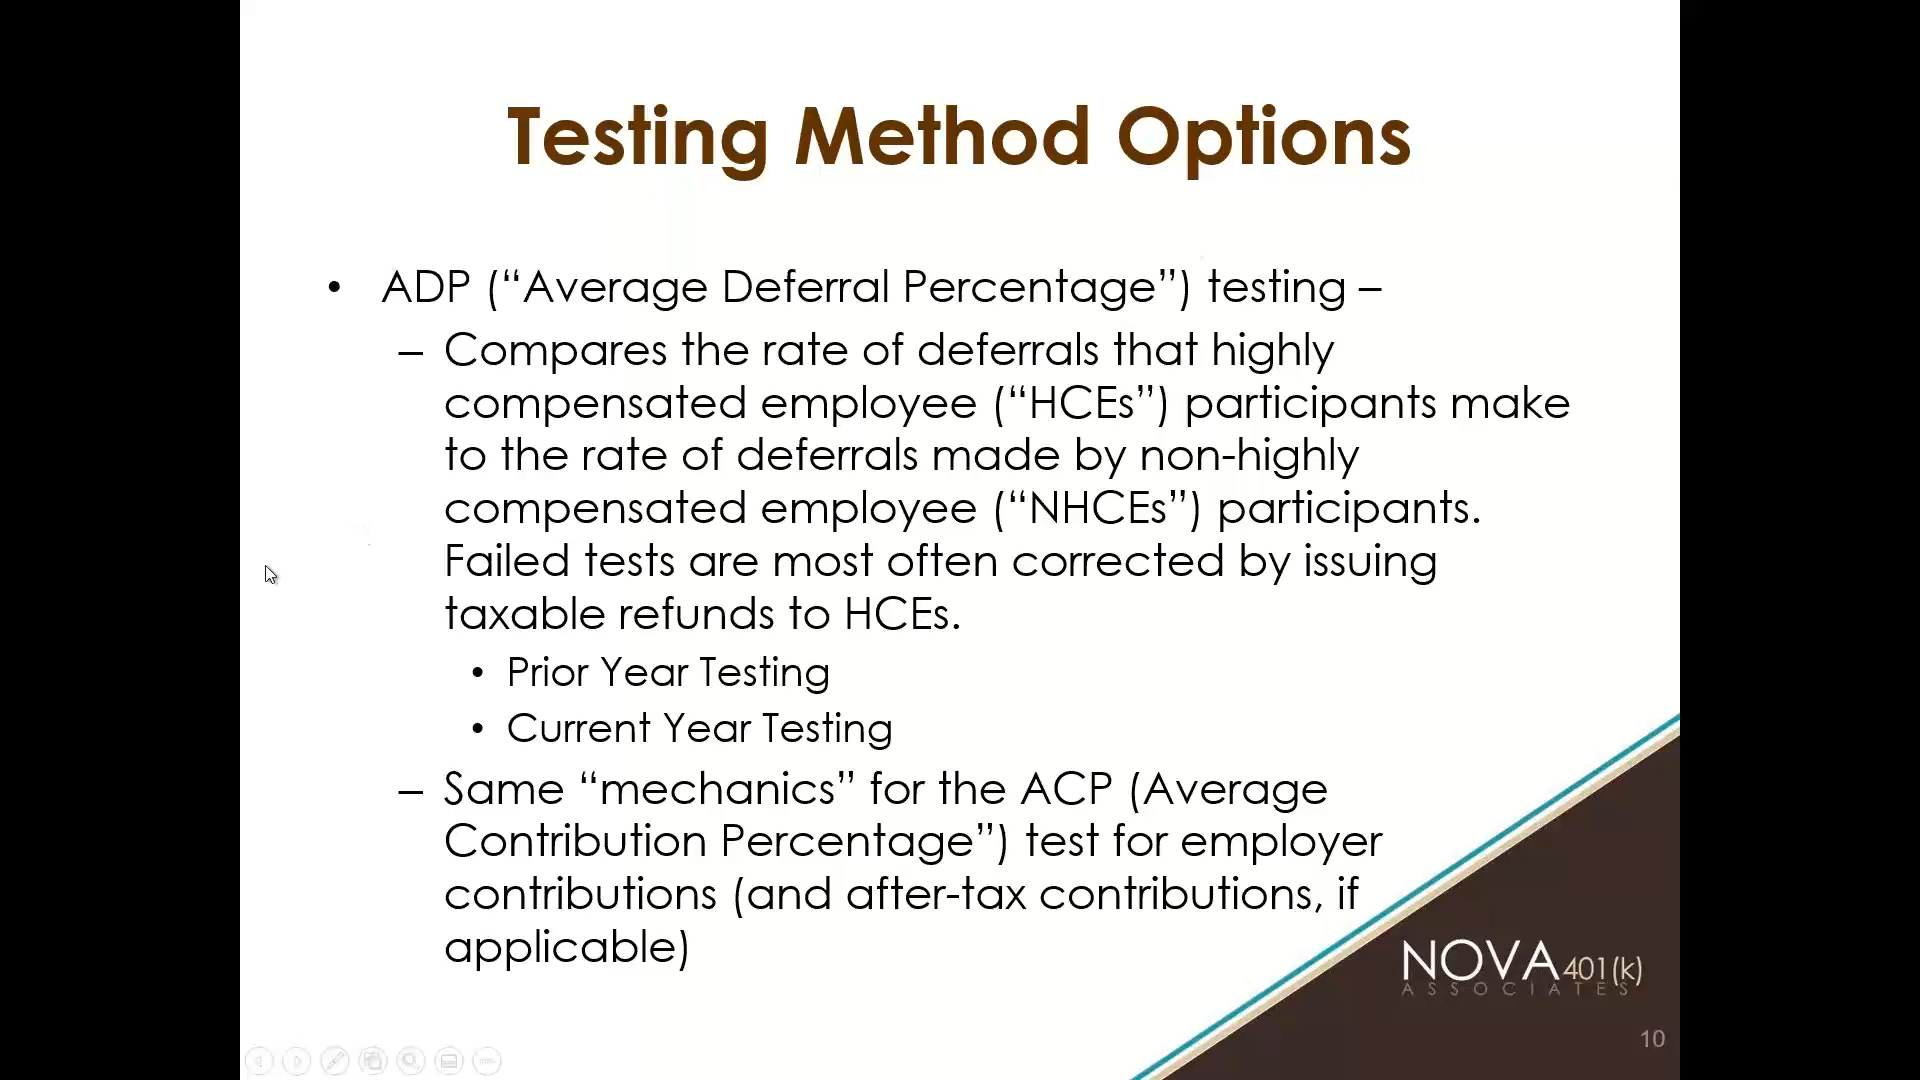 Testing Method Options
• ADP (“Average Deferral Percentage”) testing –
– Compares the rate of deferrals that highly
compensated employee (“HCEs”) participants make
to the rate of deferrals made by non-highly
compensated employee (“NHCEs”) participants.
Failed tests are most often corrected by issuing
taxable refunds to HCEs.
• Prior Year Testing
• Current Year Testing
– Same “mechanics” for the ACP (Average
Contribution Percentage”) test for employer
contributions (and after-tax contributions, if
applicable)
NOVA 401(k)
ASSOCIATES
10